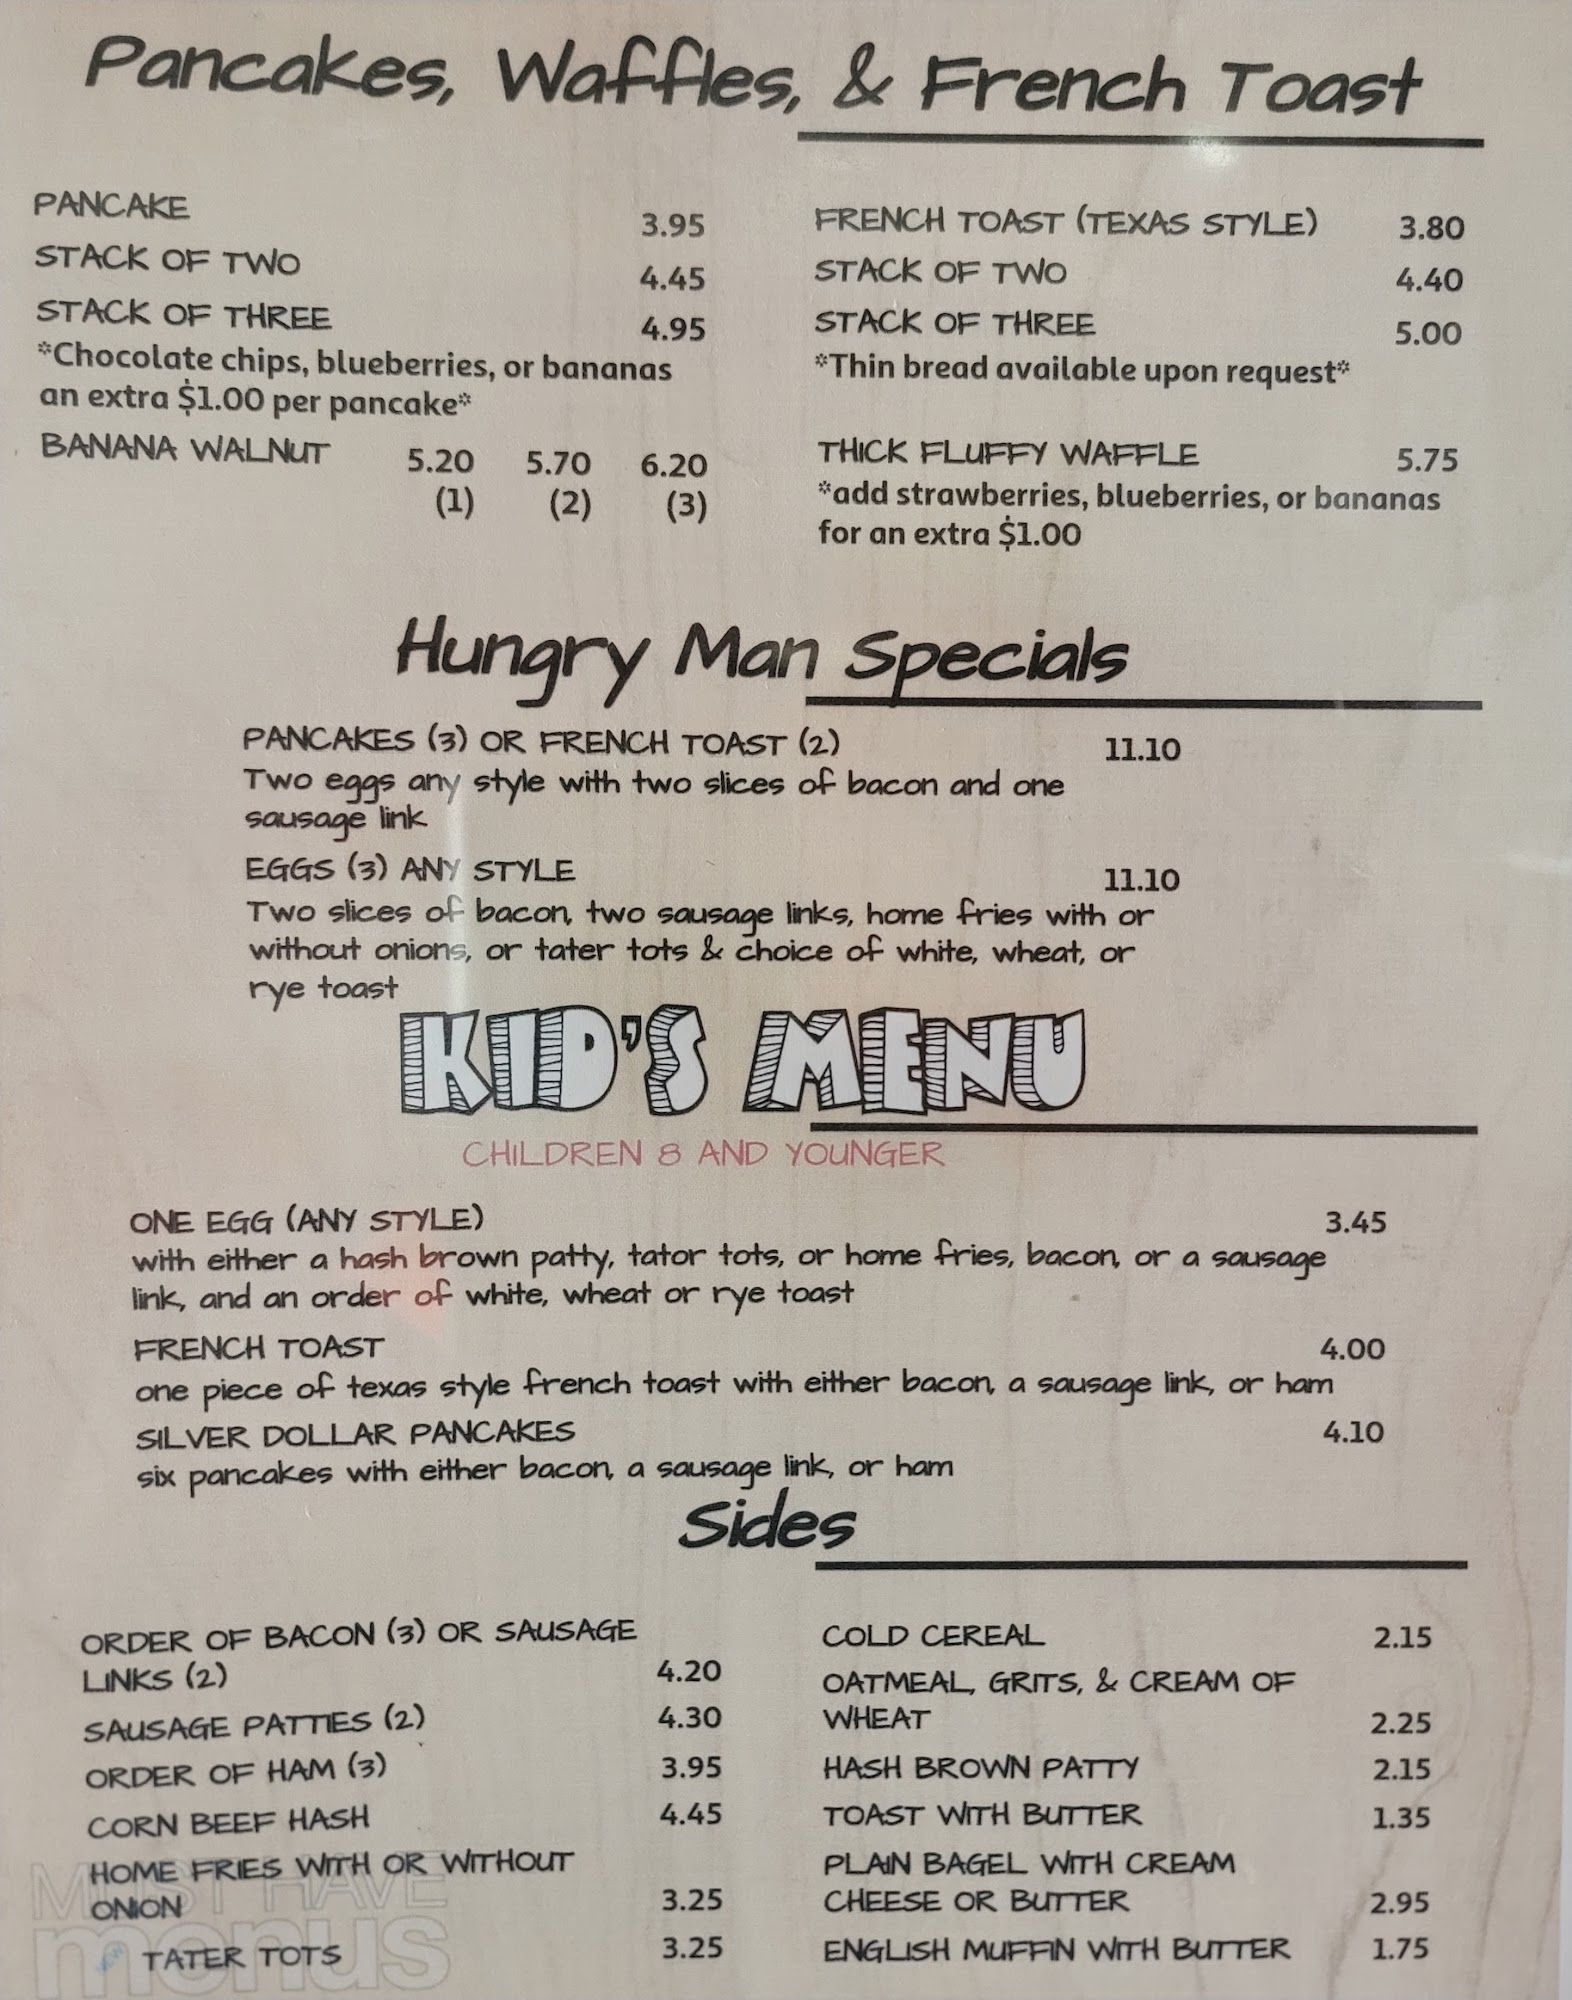 Pancakes, Waffles, & French Toast
PANCAKE 3.95
STACK OF TWO 4.45
STACK OF THREE 4.95
*Chocolate chips, blueberries, or bananas
an extra $1.00 per pancake*
BANANA WALNUT 5.20 5.70 6.20
(1) (2) (3)
FRENCH TOAST (TEXAS STYLE) 3.80
STACK OF TWO 4.40
STACK OF THREE 5.00
*Thin bread available upon request*
THICK FLUFFY WAFFLE 5.75
*add strawberries, blueberries, or bananas
for an extra $1.00
Hungry Man Specials
PANCAKES (3) OR FRENCH TOAST (2) 11.10
Two eggs any style with two slices of bacon and one
sausage link
EGGS (3) ANY STYLE 11.10
Two slices of bacon, two sausage links, home fries with or
without onions, or tater tots & choice of white, wheat, or
rye toast
KID'S MENU
CHILDREN 8 AND YOUNGER
ONE EGG (ANY STYLE) 3.45
with either a hash brown patty, tator tots, or home fries, bacon, or a sausage
link, and an order of white, wheat or rye toast
FRENCH TOAST 4.00
one piece of texas style french toast with either bacon, a sausage link, or ham
SILVER DOLLAR PANCAKES 4.10
six pancakes with either bacon, a sausage link, or ham
Sides
ORDER OF BACON (3) OR SAUSAGE
LINKS (2) 4.20
SAUSAGE PATTIES (2) 4.30
ORDER OF HAM (3) 3.95
CORN BEEF HASH 4.45
HOME FRIES WITH OR WITHOUT
ONION 3.25
TATER TOTS 3.25
COLD CEREAL 2.15
OATMEAL, GRITS, & CREAM OF
WHEAT 2.25
HASH BROWN PATTY 2.15
TOAST WITH BUTTER 1.35
PLAIN BAGEL WITH CREAM
CHEESE OR BUTTER 2.95
ENGLISH MUFFIN WITH BUTTER 1.75
MUST HAVE
menus